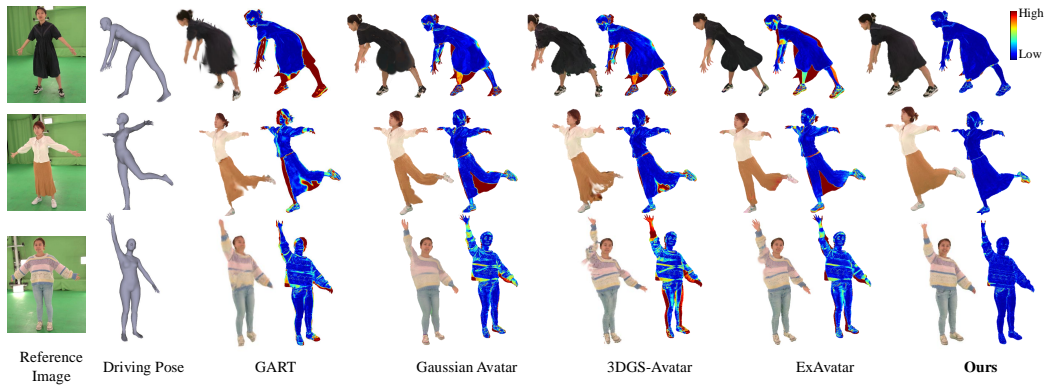 High
Low
Reference
Image
Driving Pose
GART
Gaussian Avatar
3DGS-Avatar
ExAvatar
Ours